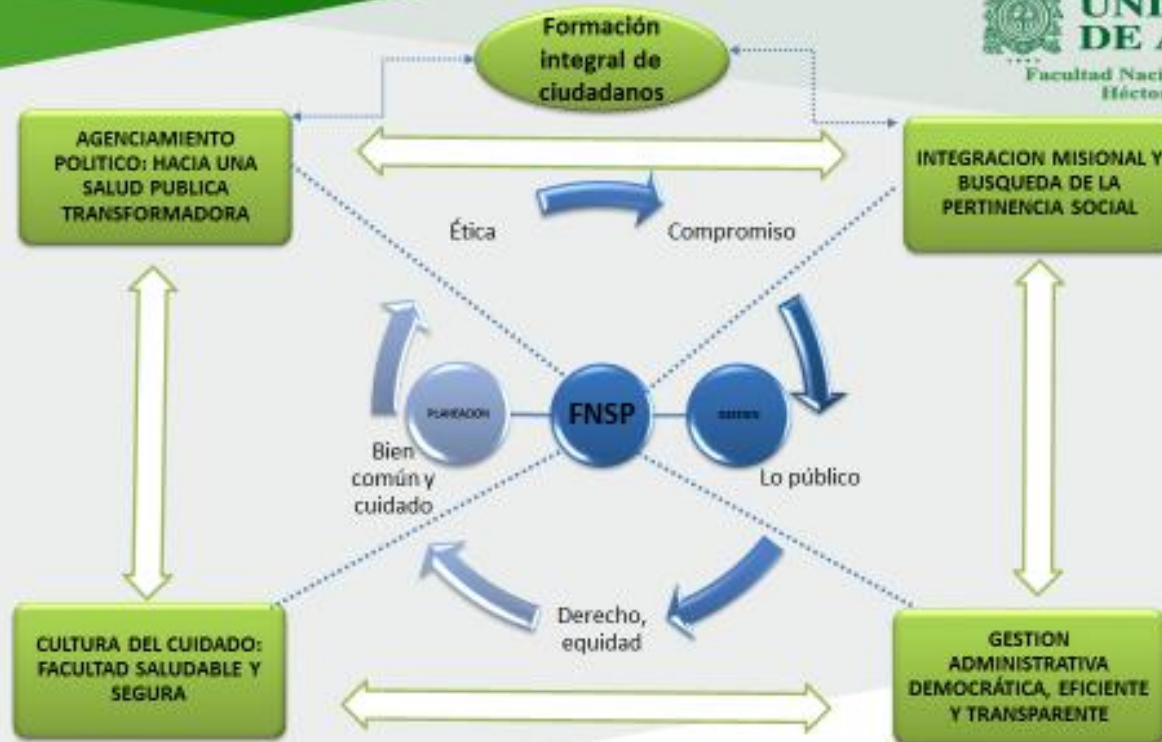 Formación
integral de
ciudadanos
UNI
DE A
Facultad Naci
Héctor
AGENCIAMIENTO
POLITICO: HACIA UNA
SALUD PUBLICA
TRANSFORMADORA
INTEGRACION MISIONAL Y
BUSQUEDA DE LA
PERTINENCIA SOCIAL
Ética
Compromiso
PLANEACION
FNSP
Bien
común y
cuidado
Lo público
Derecho,
equidad
CULTURA DEL CUIDADO:
FACULTAD SALUDABLE Y
SEGURA
GESTION
ADMINISTRATIVA
DEMOCRÁTICA, EFICIENTE
Y TRANSPARENTE